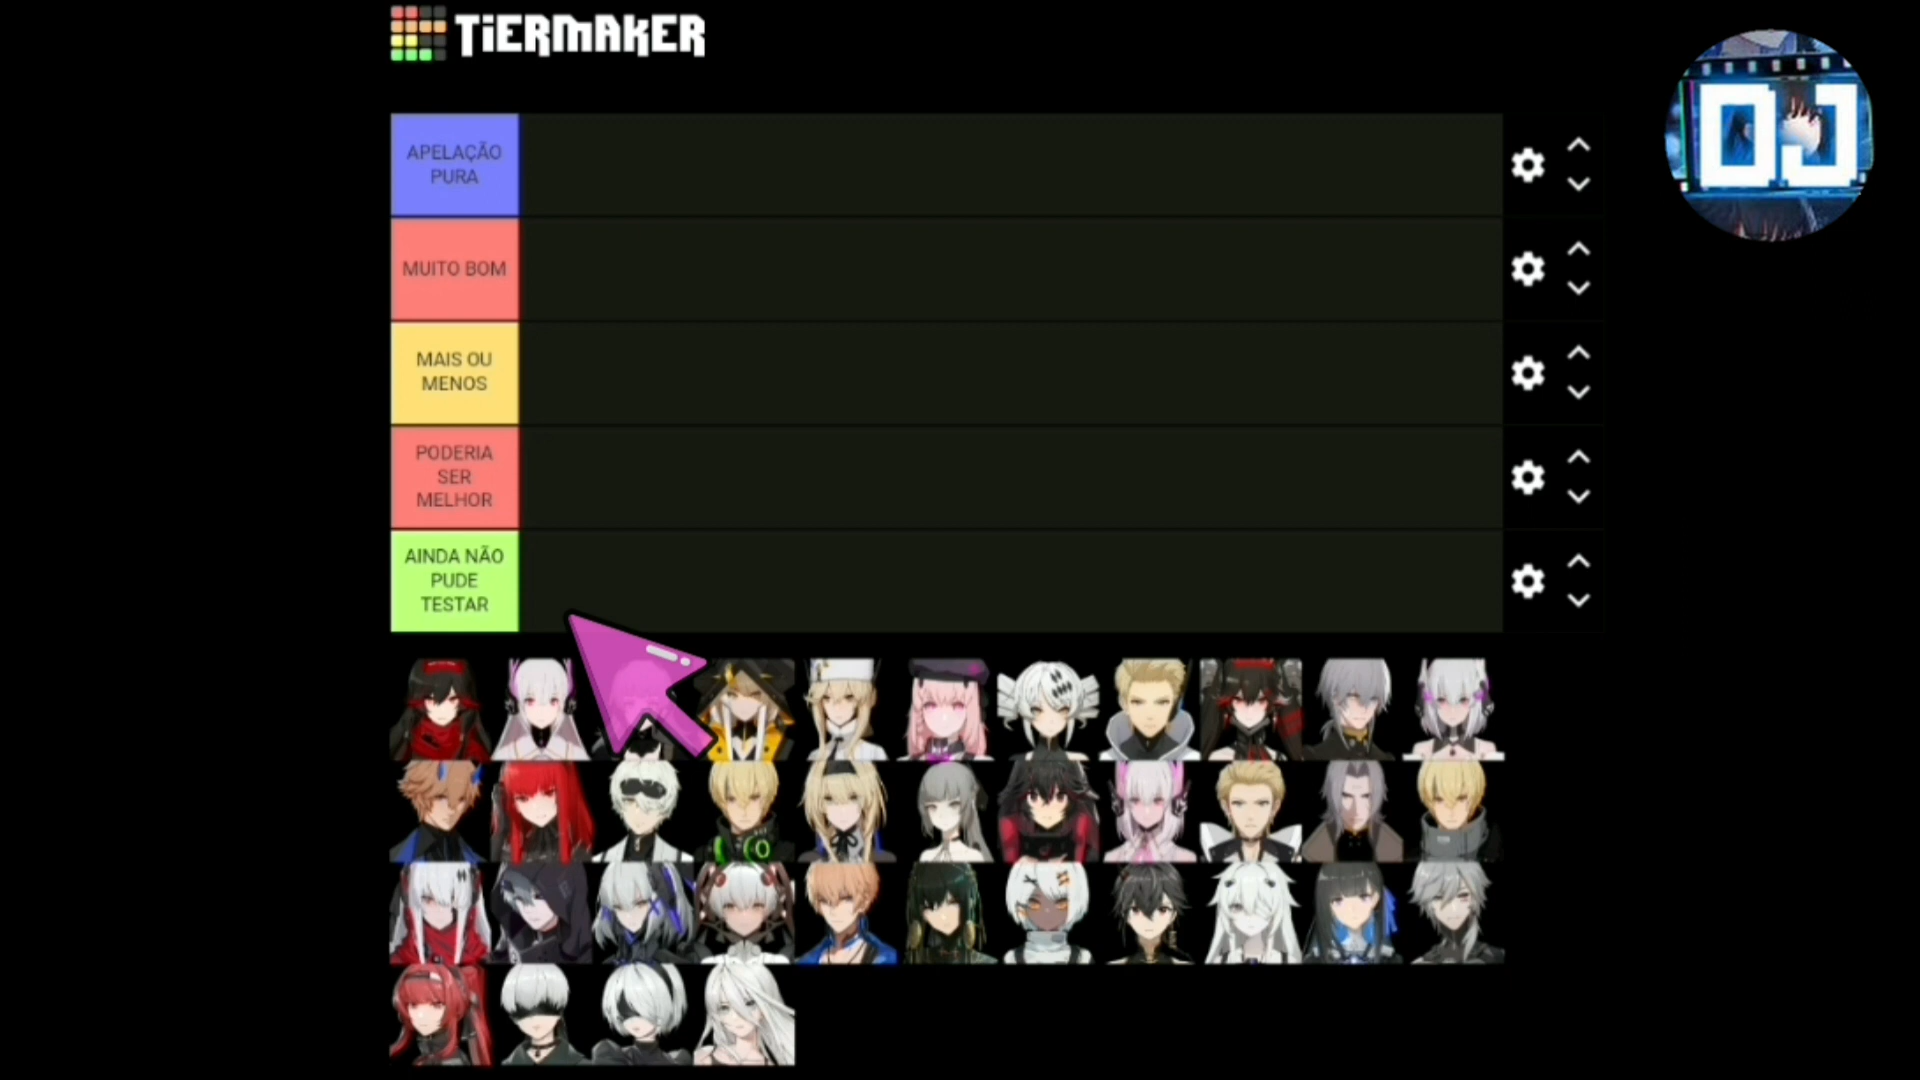 TiERMAKER
DJ
APELAÇÃO
PURA
MUITO BOM
MAIS OU
MENOS
PODERIA
SER
MELHOR
AINDA NÃO
PUDE
TESTAR